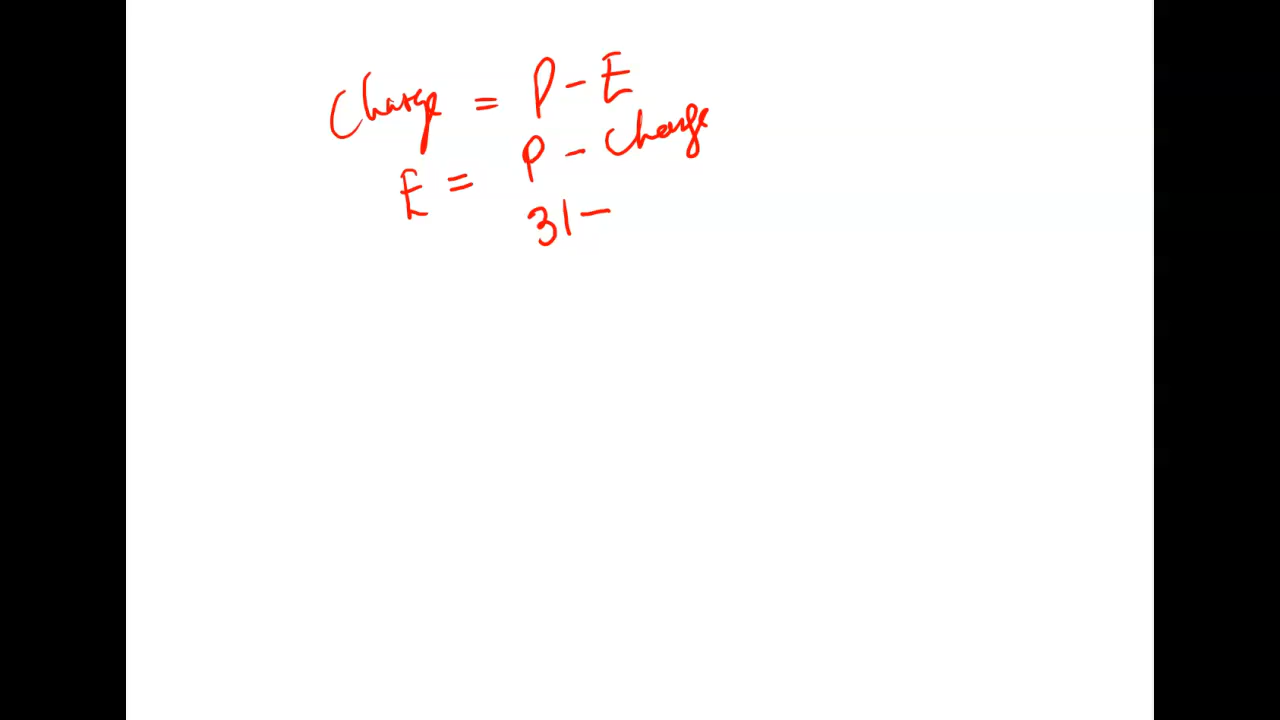 Charge = P - E
E = P - Charge
31 -